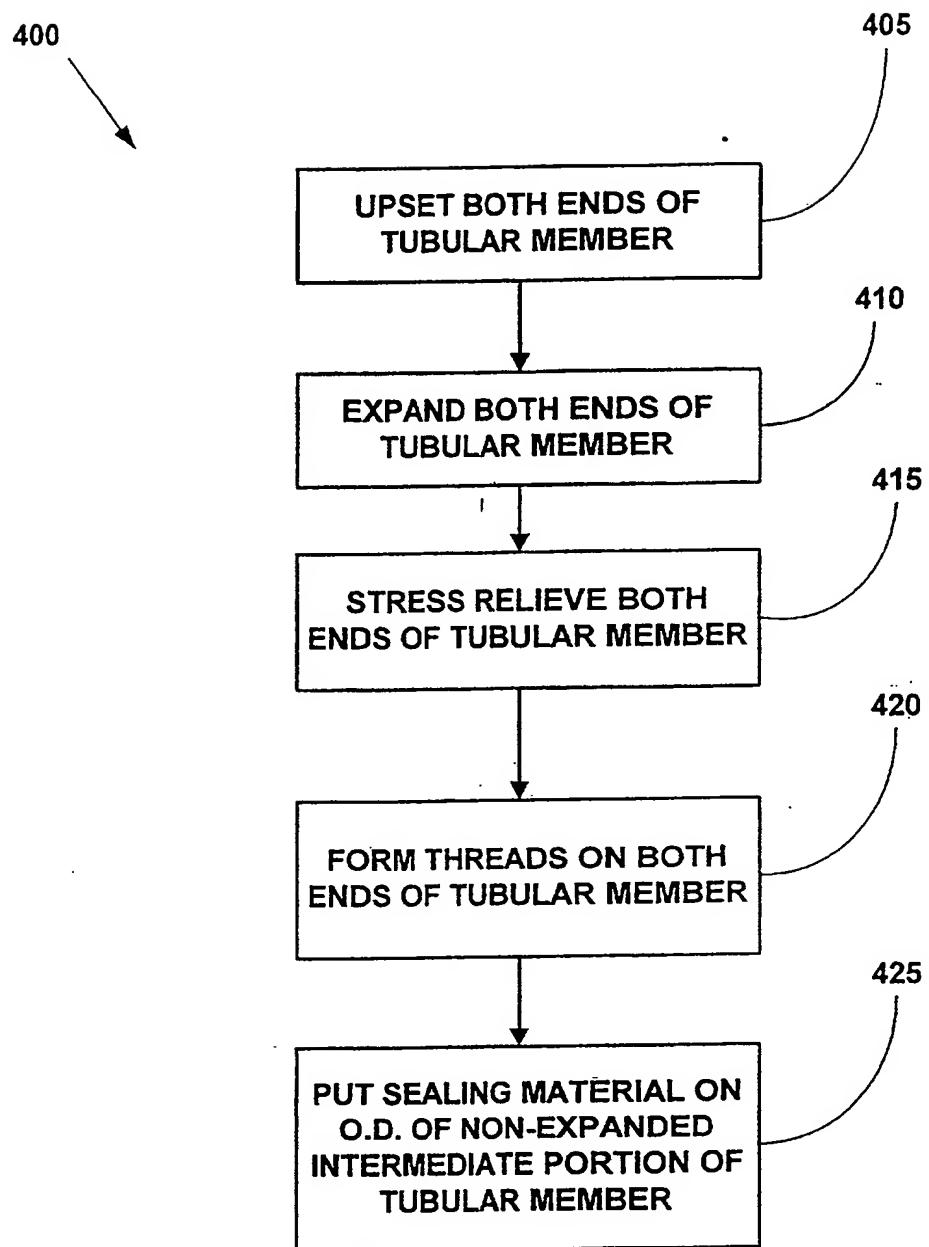 400
405
UPSET BOTH ENDS OF
TUBULAR MEMBER
410
EXPAND BOTH ENDS OF
TUBULAR MEMBER
415
STRESS RELIEVE BOTH
ENDS OF TUBULAR MEMBER
420
FORM THREADS ON BOTH
ENDS OF TUBULAR MEMBER
425
PUT SEALING MATERIAL ON
O.D. OF NON-EXPANDED
INTERMEDIATE PORTION OF
TUBULAR MEMBER